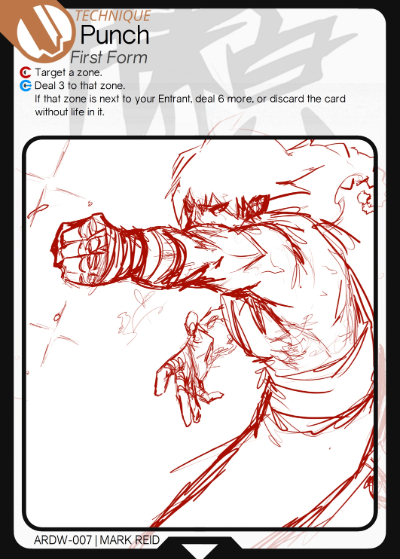 TECHNIQUE
Punch
First Form
C Target a zone.
C Deal 3 to that zone.
If that zone is next to your Entrant, deal 6 more, or discard the card
without life in it.
ARDW-007 | MARK REID